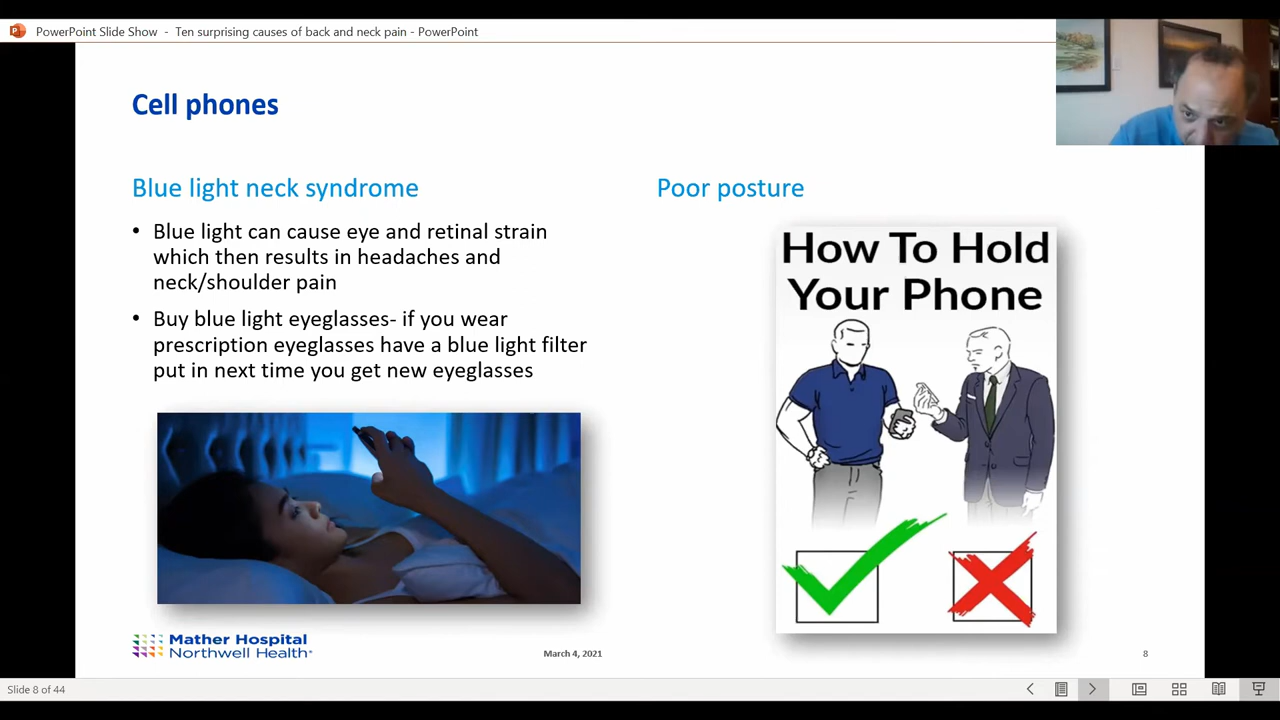 PowerPoint Slide Show - Ten surprising causes of back and neck pain - PowerPoint
Cell phones
Blue light neck syndrome
• Blue light can cause eye and retinal strain
which then results in headaches and
neck/shoulder pain
• Buy blue light eyeglasses- if you wear
prescription eyeglasses have a blue light filter
put in next time you get new eyeglasses
Poor posture
How To Hold
Your Phone
Mather Hospital
Northwell Health
March 4, 2021
8
Slide 8 of 44